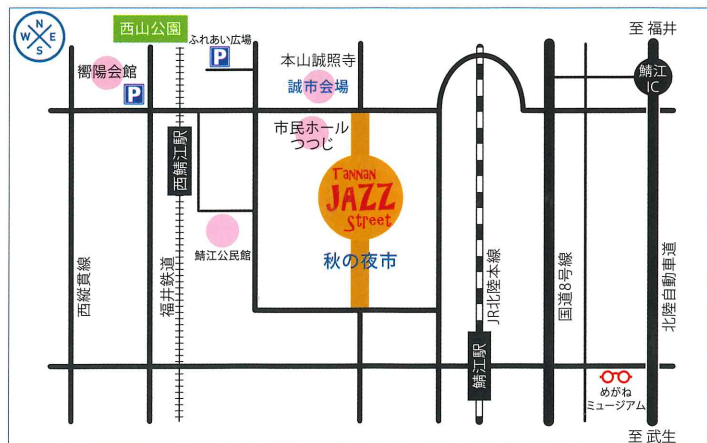 N
W
E
S
西山公園
ふれあい広場
至 福井
嚮陽会館
P
P
本山誠照寺
誠市会場
鯖江
IC
市民ホール
つつじ
西鯖江駅
Tannan
JAZZ
Street
鯖江公民館
秋の夜市
西縦貫線
福井鉄道
JR北陸本線
国道8号線
北陸自動車道
鯖江駅
めがね
ミュージアム
至 武生